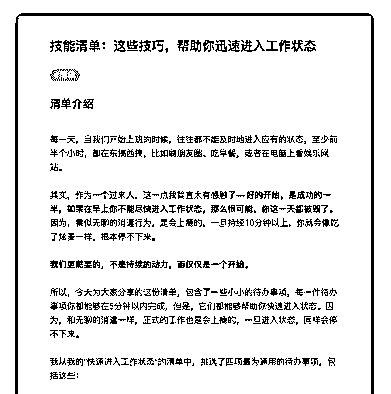 技能清单：这些技巧，帮助你迅速进入工作状态
清单介绍
每一天，当我们开始上班的时候，往往都不能及时地进入应有的状态，至少前
半个小时，都在东摸西搞，比如刷朋友圈、吃早餐，或者在电脑上看娱乐网
站。
其实，作为一个过来人，这一点我曾直太有感触了——好的开始，是成功的一
半，如果在早上你不能尽快进入工作状态，那么很可能，你这一天都被毁了。
因为，看似无聊的消遣行为，是会上瘾的，一旦持续10分钟以上，你就会像吃
了炫迈一样，根本停不下来。
我们更需要的，不是持续的动力，而仅仅是一个开始。
所以，今天为大家分享的这份清单，包含了一些小小的待办事项，每一件待办
事项你都能够在5分钟以内完成，但是，它们都能够帮助你快速进入状态。因
为，和无聊的消遣一样，正式的工作也是会上瘾的，一旦进入状态，同样会停
不下来。
我从我的“快速进入工作状态”的清单中，挑选了四项最为通用的待办事项，包
括这些：